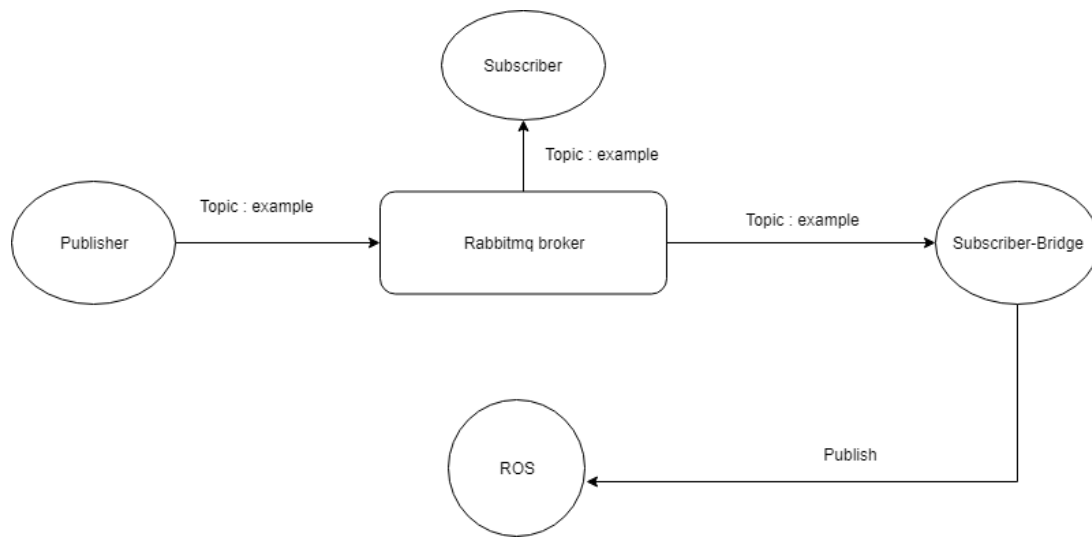 Subscriber
Topic : example
Topic : example
Topic : example
Publisher
Rabbitmq broker
Subscriber-Bridge
Publish
ROS